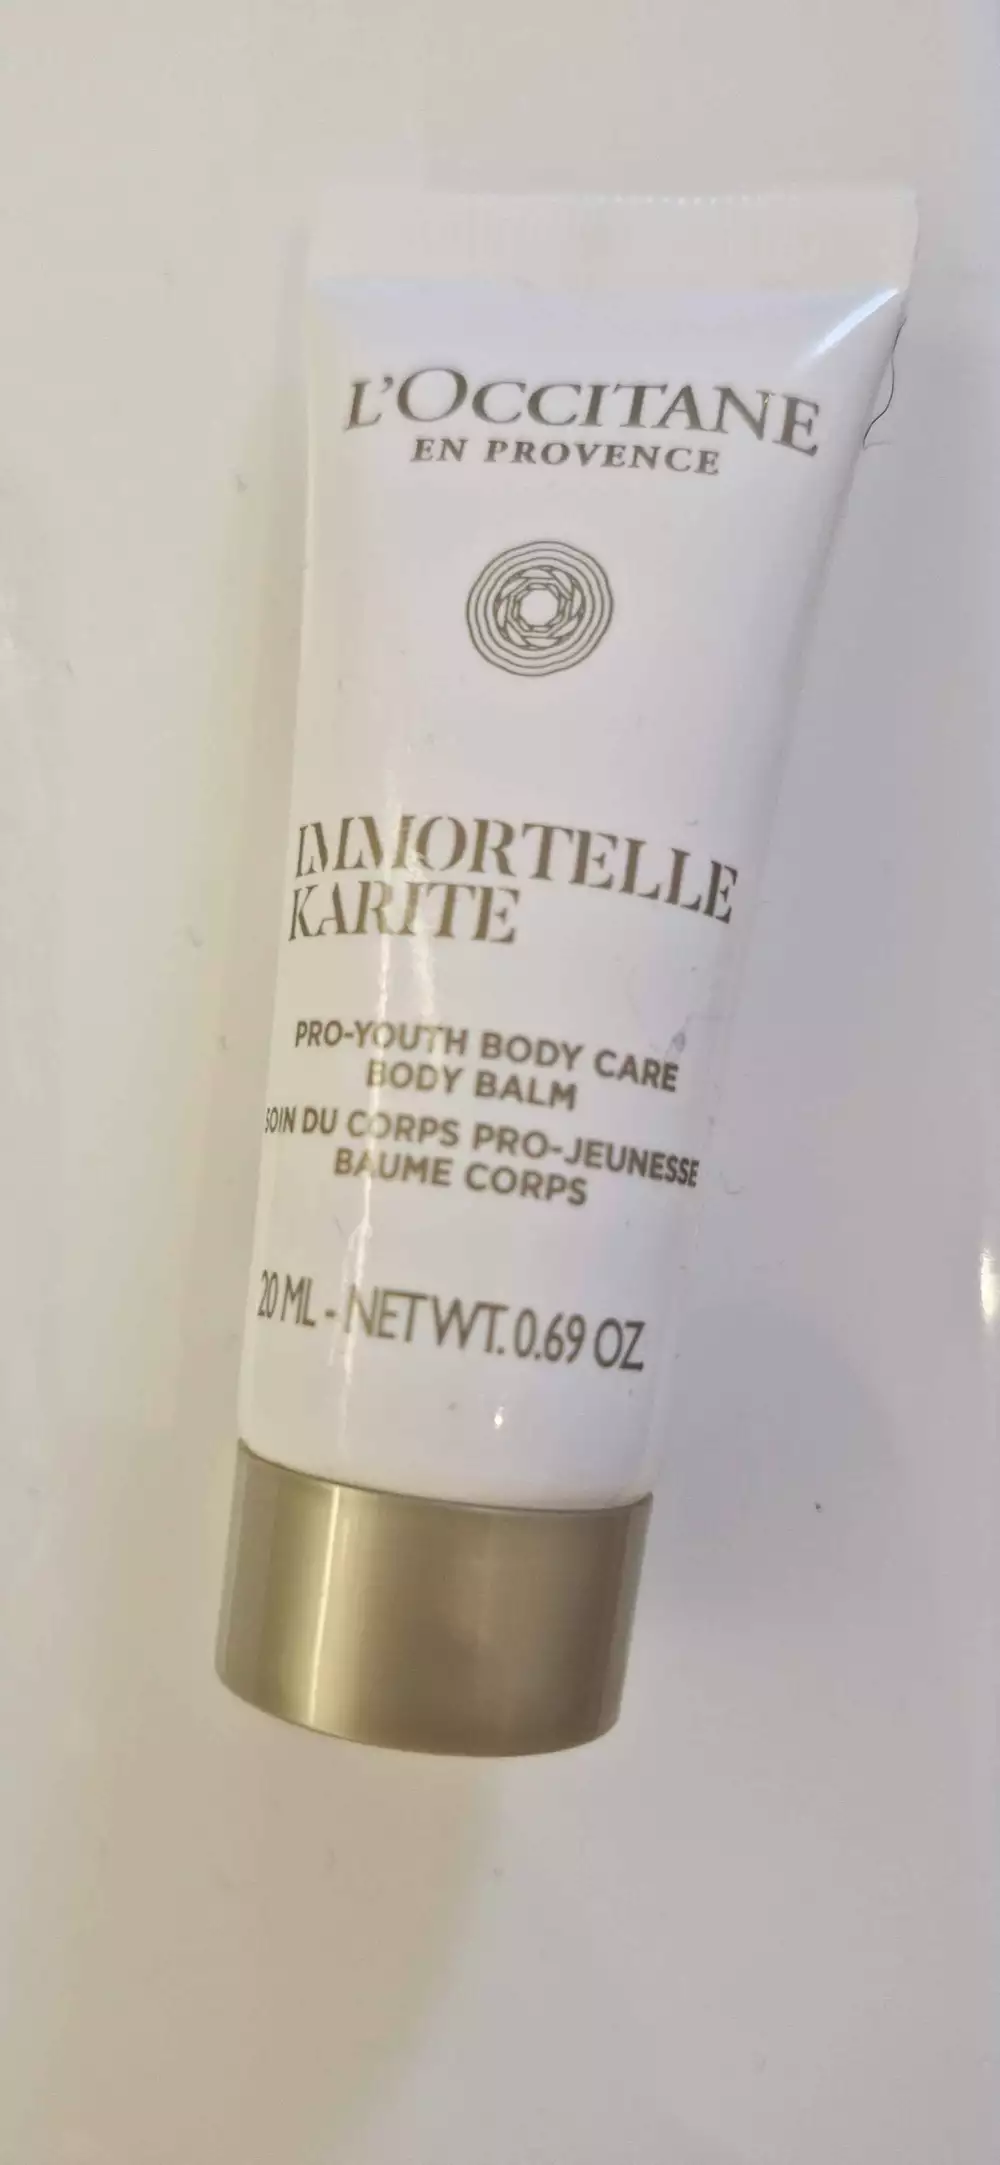 L'OCCITANE
EN PROVENCE
IMMORTELLE
KARITE
PRO-YOUTH BODY CARE
BODY BALM
SOIN DU CORPS PRO-JEUNESSE
BAUME CORPS
20 ML - NET WT. 0.69 OZ